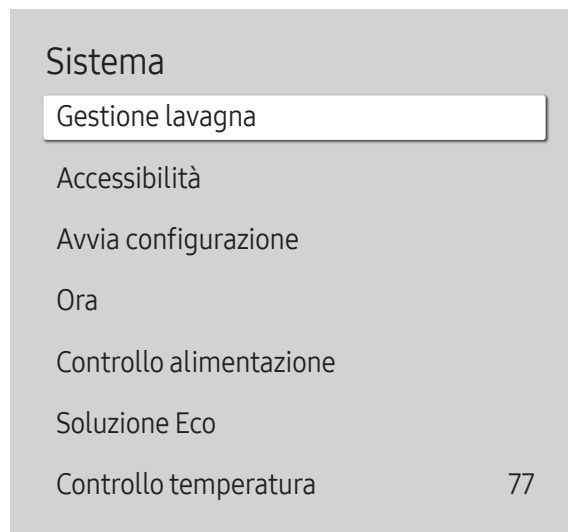 Sistema
Gestione lavagna
Accessibilità
Avvia configurazione
Ora
Controllo alimentazione
Soluzione Eco
Controllo temperatura 77